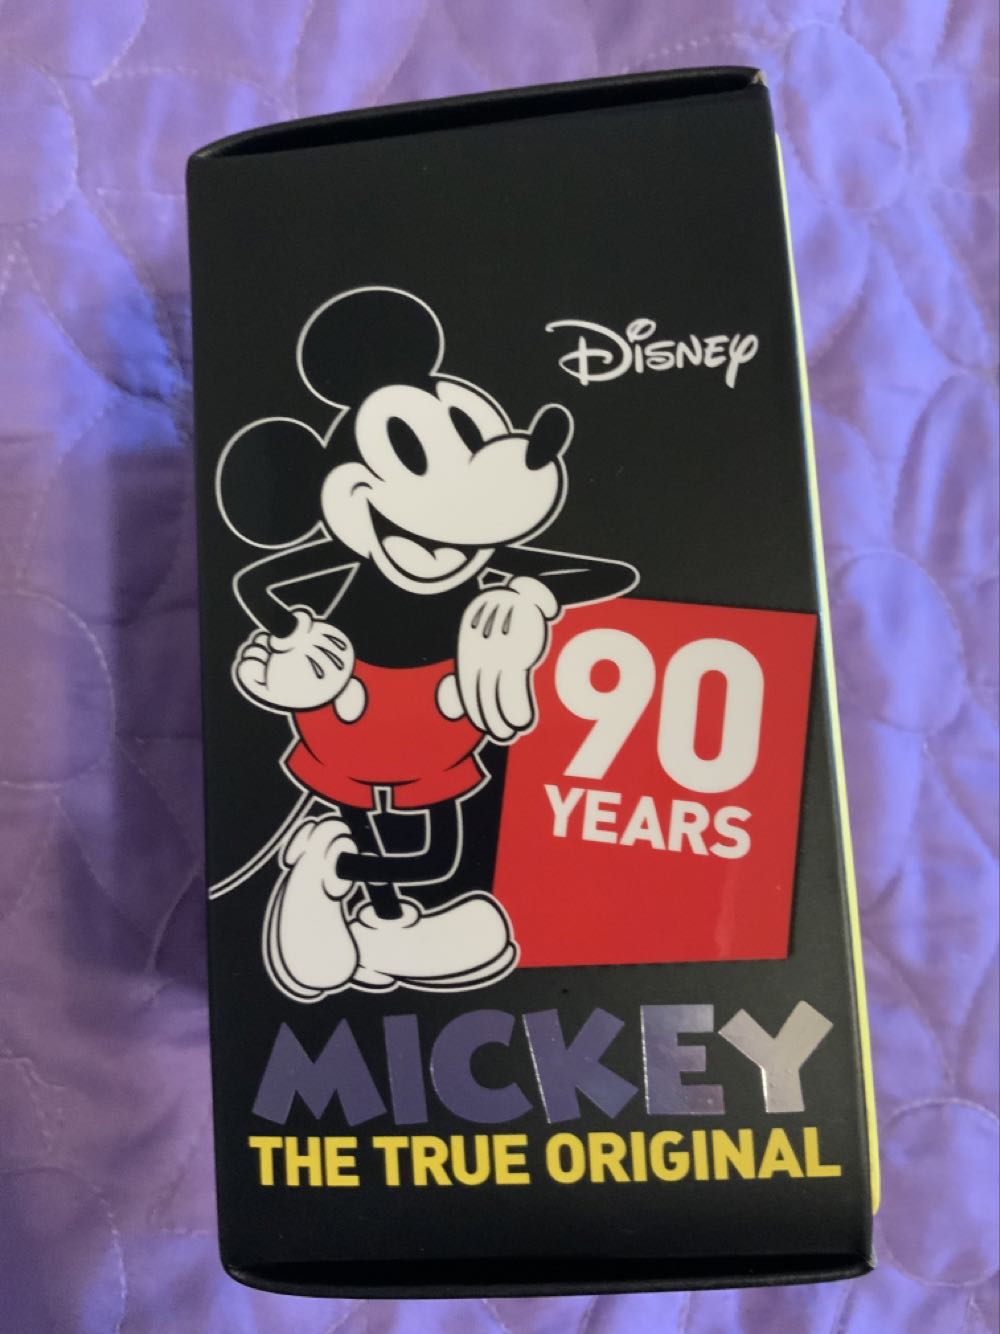 Disney
90
YEARS
MICKEY
THE TRUE ORIGINAL